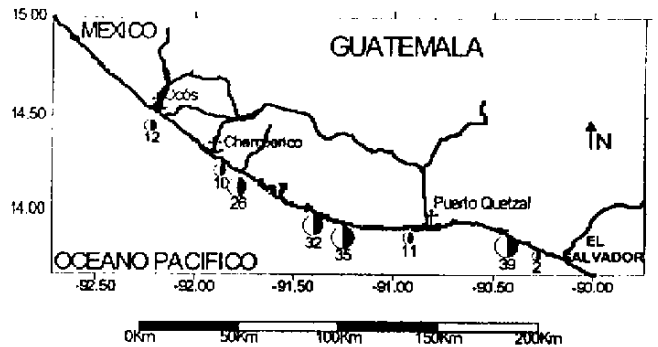 15.00
MEXICO
GUATEMALA
14.50
Ocós
12
N
Champerico
10
26
14.00
Puerto Quetzal
32
35
11
39
2
EL
SALVADOR
OCEANO PACIFICO
-92.50 -92.00 -91.50 -91.00 -90.50 -90.00
0Km 50Km 100Km 150Km 200Km